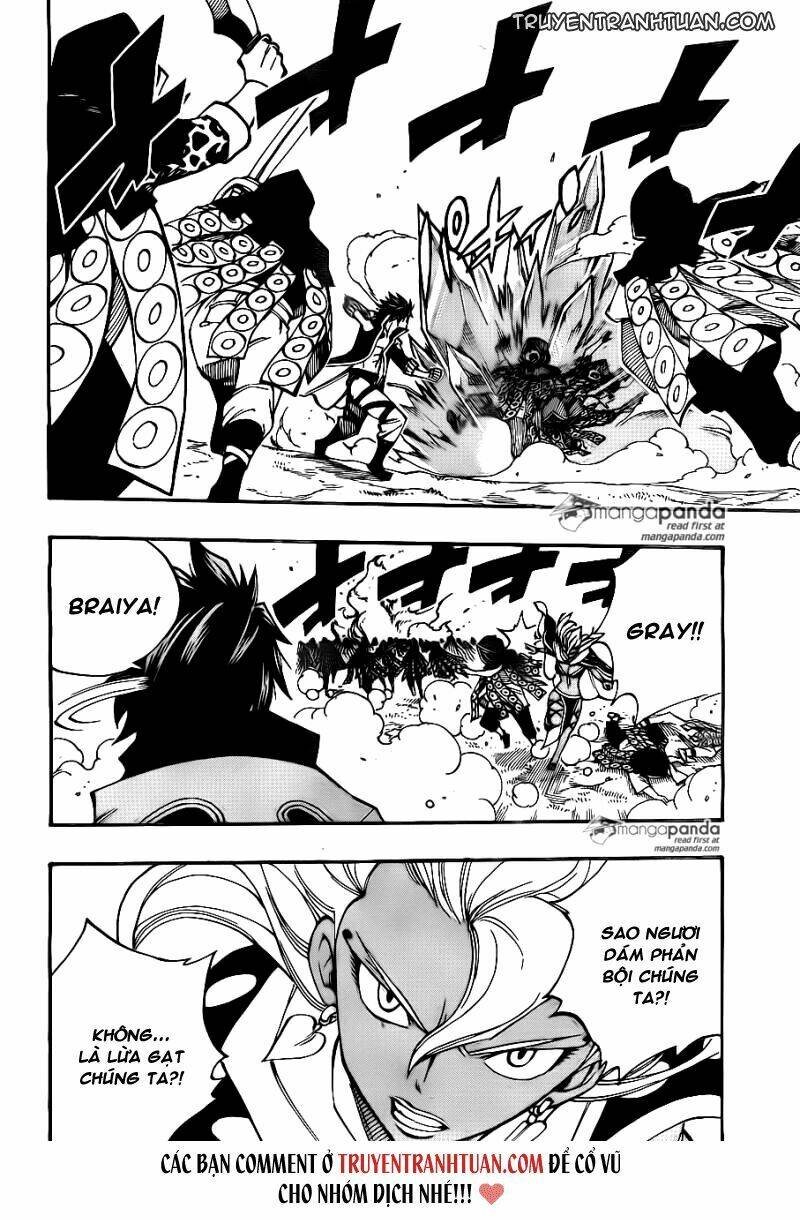 TRUYENTRANHTUAN.COM
mangapanda
read first at
mangapanda.com
BRAIYA!
GRAY!!
mangapanda
read first at
mangapanda.com
SAO NGƯƠI
DÁM PHẢN
BỘI CHÚNG
TA?!
KHÔNG...
LÀ LỪA GẠT
CHÚNG TA?!
CÁC BẠN COMMENT Ở TRUYENTRANHTUAN.COM ĐỂ CỔ VŨ
CHO NHÓM DỊCH NHÉ!!!